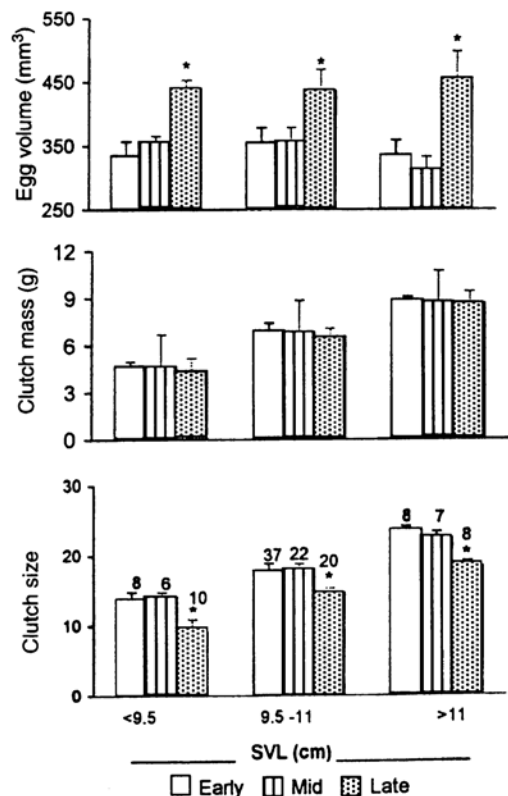 Egg volume (mm³)
550
450
350
250
* * *
Clutch mass (g)
12
9
6
3
0
Clutch size
30
20
10
0
8 6 10 *
37 22 20 *
8 7 8 *
<9.5 9.5 -11 >11
SVL (cm)
Early Mid Late